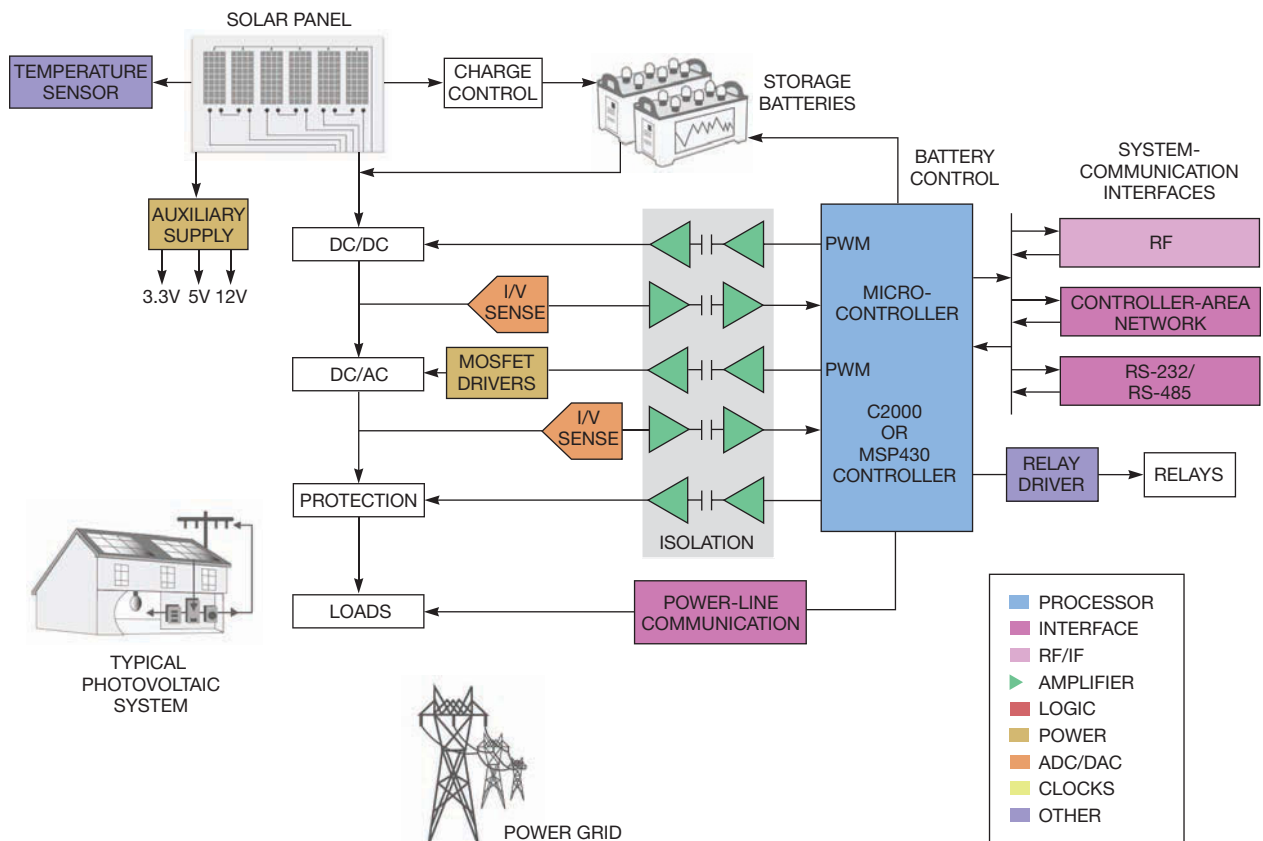 SOLAR PANEL
TEMPERATURE
SENSOR
CHARGE
CONTROL
STORAGE
BATTERIES
BATTERY
CONTROL
SYSTEM-
COMMUNICATION
INTERFACES
AUXILIARY
SUPPLY
3.3V 5V 12V
DC/DC
PWM
RF
I/V
SENSE
MICRO-
CONTROLLER
CONTROLLER-AREA
NETWORK
DC/AC
MOSFET
DRIVERS
PWM
RS-232/
RS-485
I/V
SENSE
C2000
OR
MSP430
CONTROLLER
RELAY
DRIVER
RELAYS
PROTECTION
ISOLATION
LOADS
POWER-LINE
COMMUNICATION
TYPICAL
PHOTOVOLTAIC
SYSTEM
POWER GRID
PROCESSOR
INTERFACE
RF/IF
AMPLIFIER
LOGIC
POWER
ADC/DAC
CLOCKS
OTHER